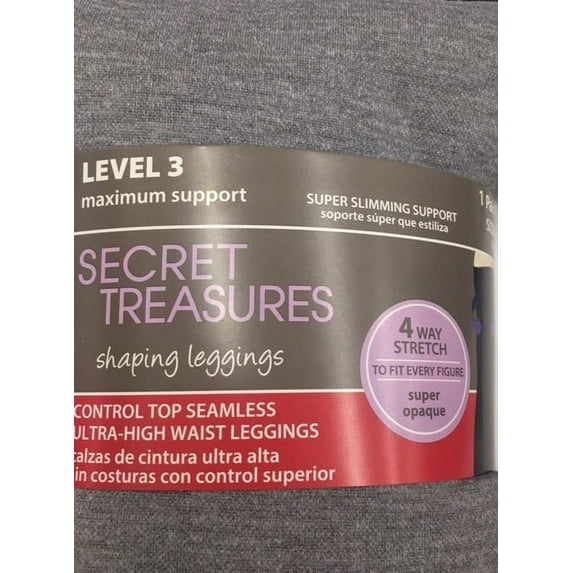 LEVEL 3
maximum support
SUPER SLIMMING SUPPORT
soporte súper que estiliza
1
SECRET
TREASURES
shaping leggings
4 WAY
STRETCH
TO FIT EVERY FIGURE
super
opaque
CONTROL TOP SEAMLESS
ULTRA-HIGH WAIST LEGGINGS
calzas de cintura ultra alta
in costuras con control superior